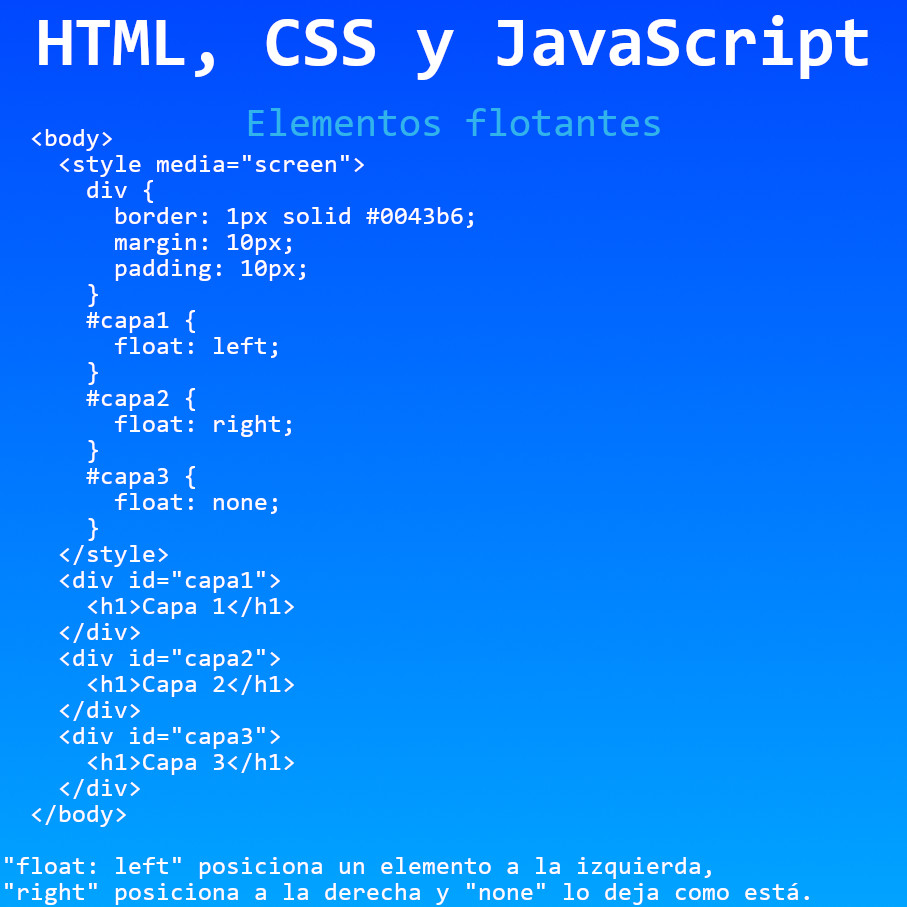 HTML, CSS y JavaScript
Elementos flotantes
<body>
  <style media="screen">
    div {
      border: 1px solid #0043b6;
      margin: 10px;
      padding: 10px;
    }
    #capa1 {
      float: left;
    }
    #capa2 {
      float: right;
    }
    #capa3 {
      float: none;
    }
  </style>
  <div id="capa1">
    <h1>Capa 1</h1>
  </div>
  <div id="capa2">
    <h1>Capa 2</h1>
  </div>
  <div id="capa3">
    <h1>Capa 3</h1>
  </div>
</body>
"float: left" posiciona un elemento a la izquierda,
"right" posiciona a la derecha y "none" lo deja como está.